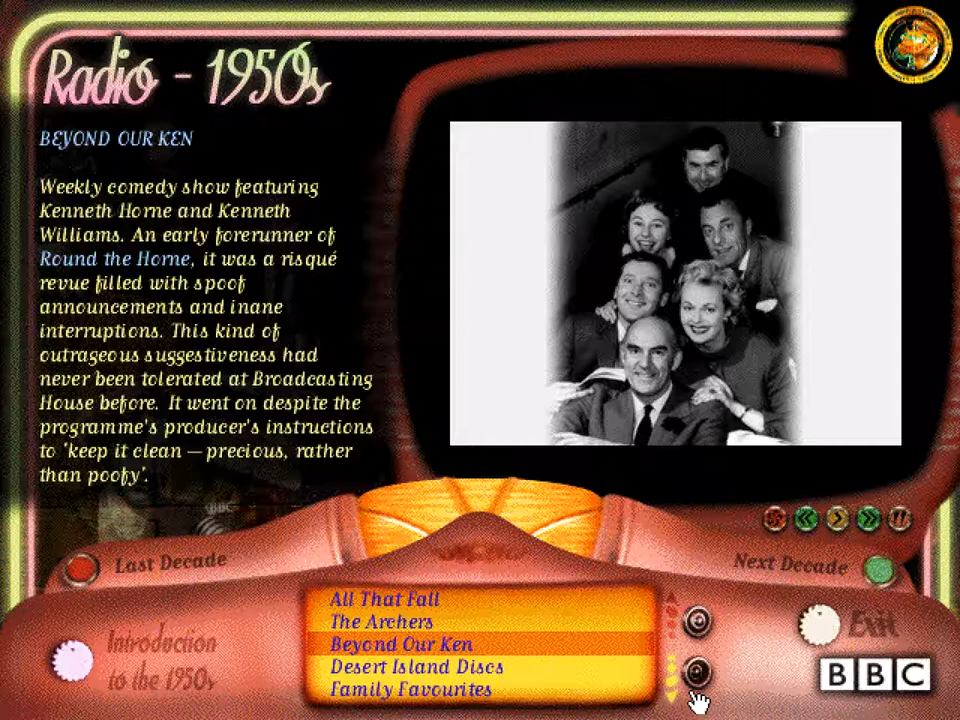 Radio - 1950s
BEYOND OUR KEN
Weekly comedy show featuring
Kenneth Horne and Kenneth
Williams. An early forerunner of
Round the Horne, it was a risqué
revue filled with spoof
announcements and inane
interruptions. This kind of
outrageous suggestiveness had
never been tolerated at Broadcasting
House before. It went on despite the
programme's producer's instructions
to 'keep it clean – precious, rather
than poofy'.
BBC
Last Decade
Next Decade
Introduction
to the 1950s
All That Fall
The Archers
Beyond Our Ken
Desert Island Discs
Family Favourites
Exit
BBC